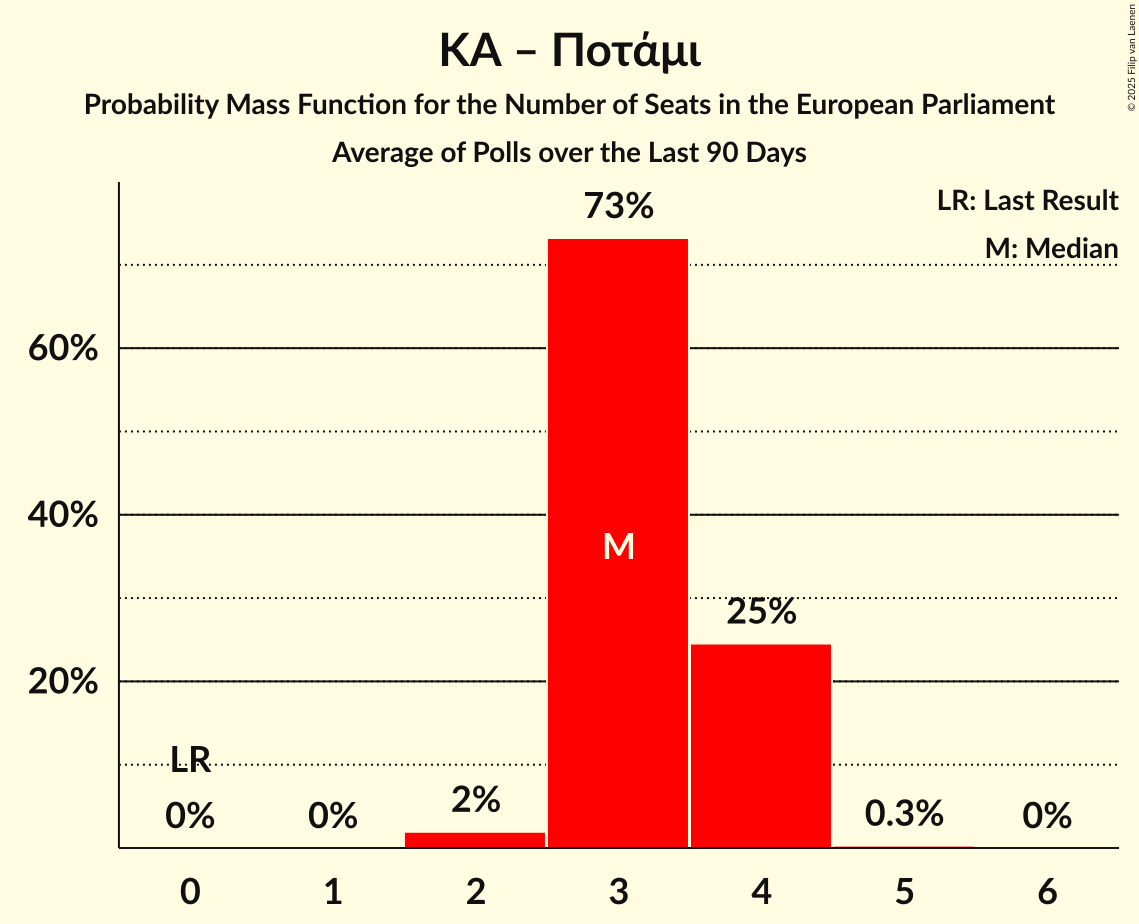 ΚΑ – Ποτάμι
Probability Mass Function for the Number of Seats in the European Parliament
Average of Polls over the Last 90 Days
© 2025 Filip van Laenen
LR: Last Result
M: Median
73%
60%
40%
M
25%
20%
LR
0%
0%
2%
0.3%
0%
0
1
2
3
4
5
6